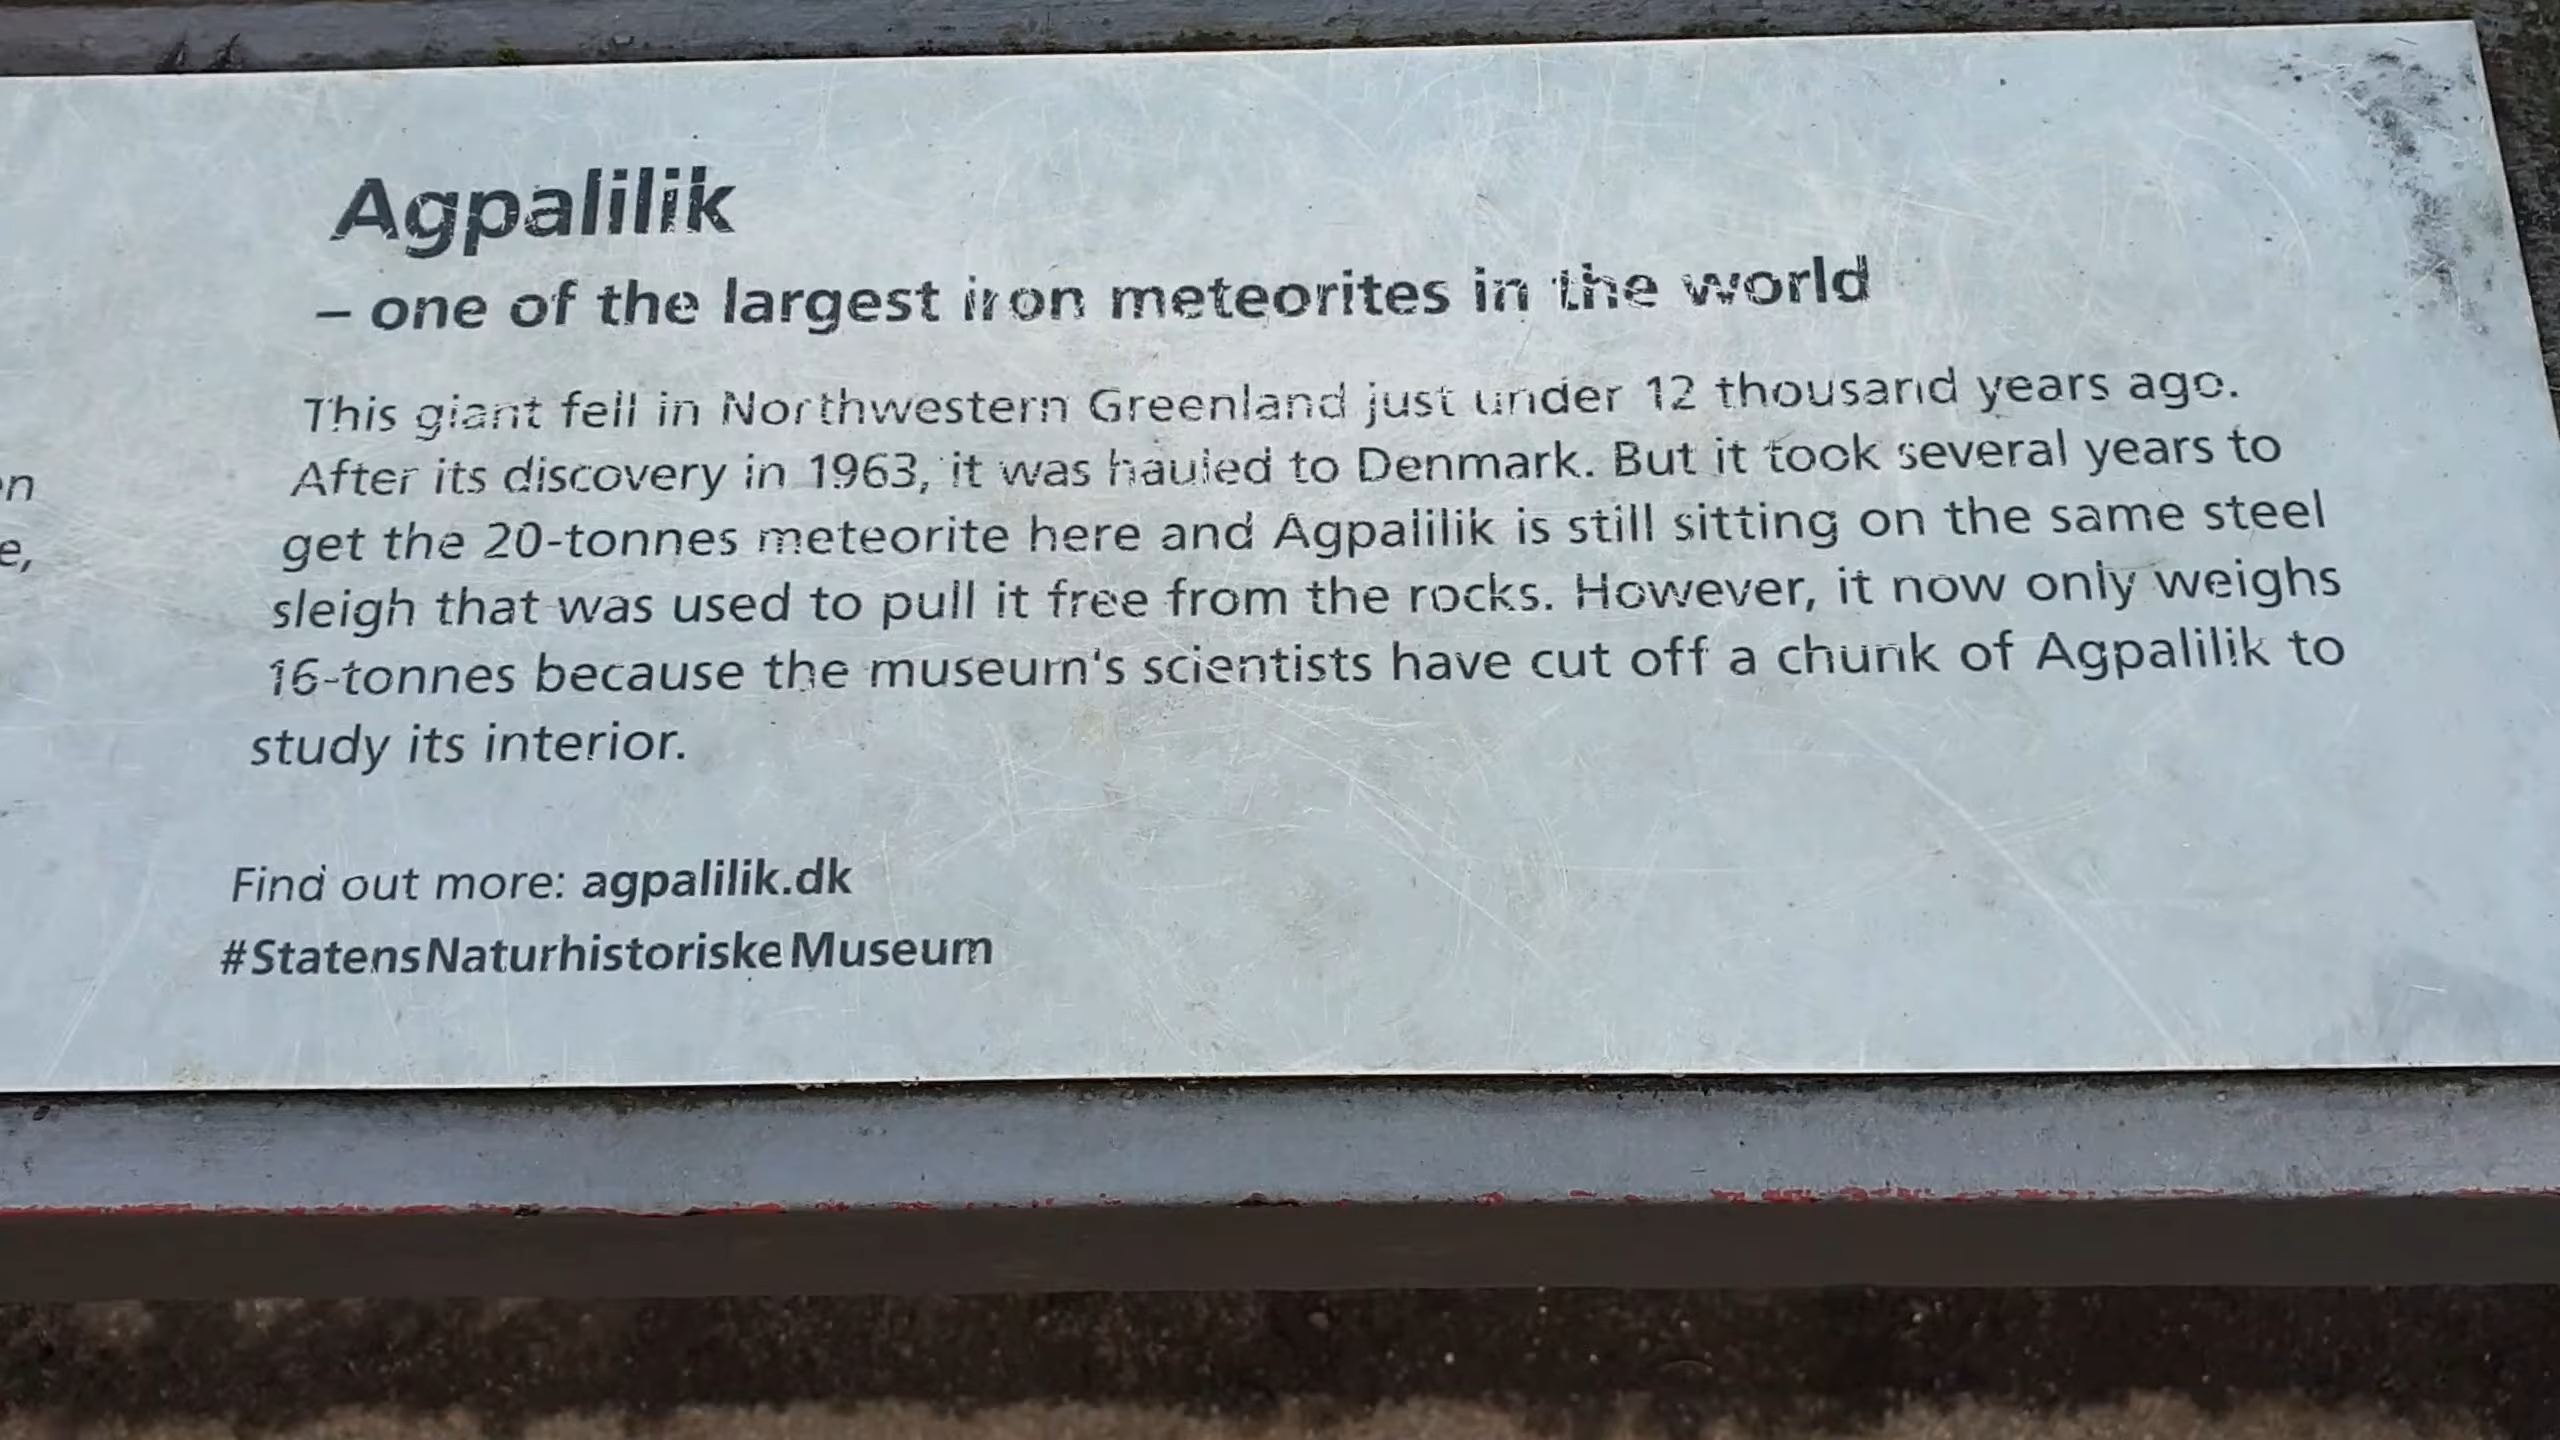 Agpalilik
– one of the largest iron meteorites in the world
This giant fell in Northwestern Greenland just under 12 thousand years ago.
After its discovery in 1963, it was hauled to Denmark. But it took several years to
get the 20-tonnes meteorite here and Agpalilik is still sitting on the same steel
sleigh that was used to pull it free from the rocks. However, it now only weighs
16-tonnes because the museum's scientists have cut off a chunk of Agpalilik to
study its interior.
Find out more: agpalilik.dk
#StatensNaturhistoriskeMuseum